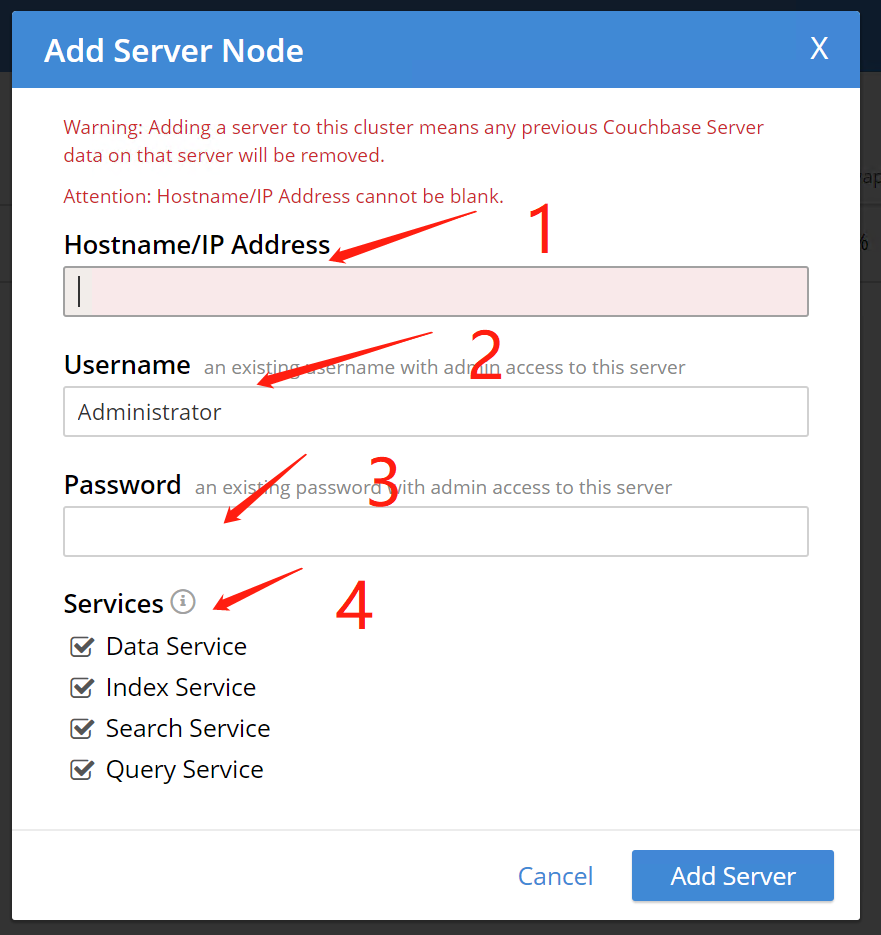 Add Server Node X
Warning: Adding a server to this cluster means any previous Couchbase Server
data on that server will be removed.
Attention: Hostname/IP Address cannot be blank.
Hostname/IP Address 1
Username an existing username with admin access to this server 2
Administrator
Password an existing password with admin access to this server 3
Services 4
Data Service
Index Service
Search Service
Query Service
Cancel Add Server
%